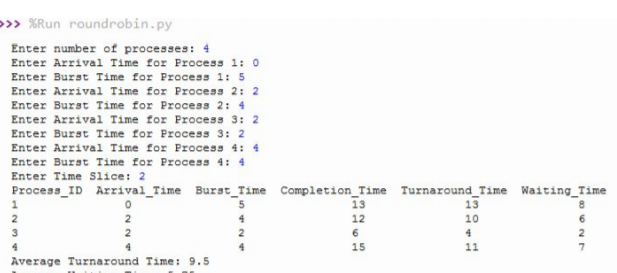 >>> %Run roundrobin.py
Enter number of processes: 4
Enter Arrival Time for Process 1: 0
Enter Burst Time for Process 1: 5
Enter Arrival Time for Process 2: 2
Enter Burst Time for Process 2: 4
Enter Arrival Time for Process 3: 2
Enter Burst Time for Process 3: 2
Enter Arrival Time for Process 4: 4
Enter Burst Time for Process 4: 4
Enter Time Slice: 2
Process_ID Arrival_Time Burst_Time Completion_Time Turnaround_Time Waiting_Time
1 0 5 13 13 8
2 2 4 12 10 6
3 2 2 6 4 2
4 4 4 15 11 7
Average Turnaround Time: 9.5